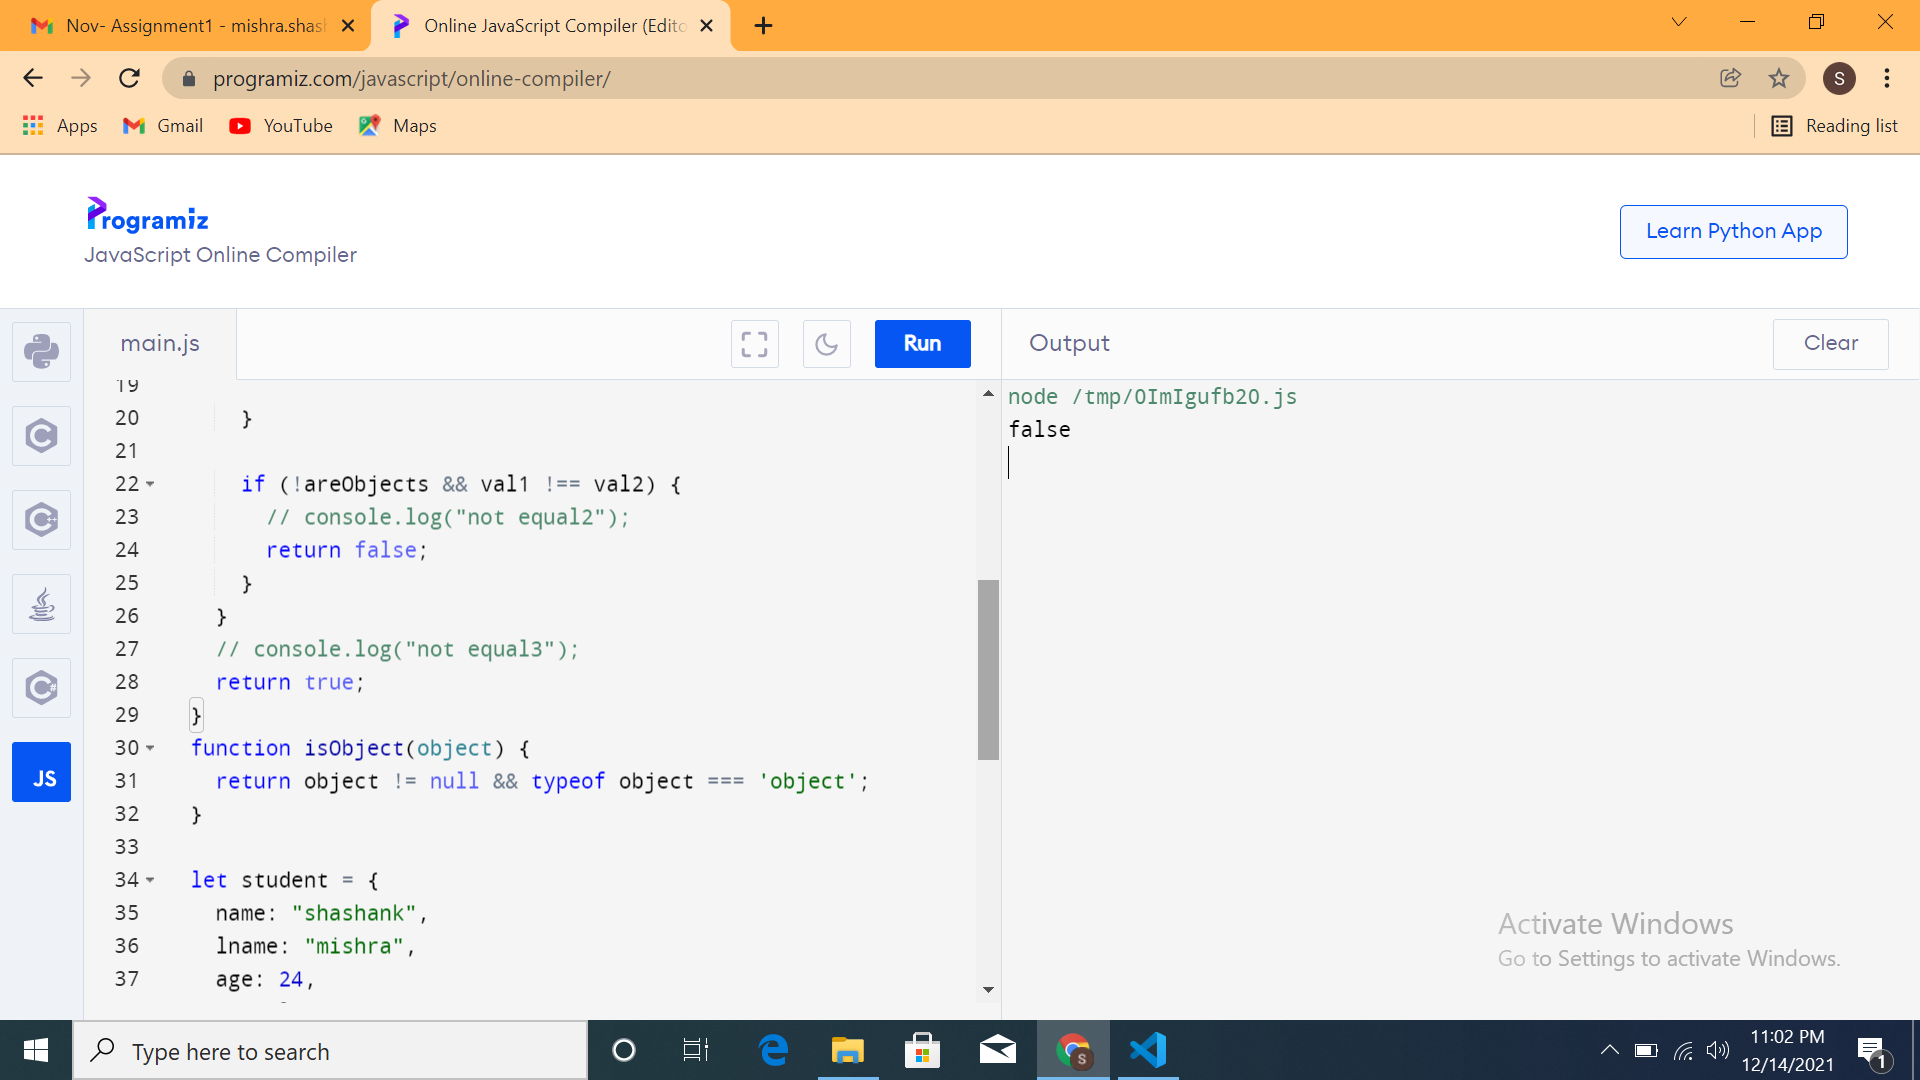 Nov- Assignment1 - mishra.shas
Online JavaScript Compiler (Edito
programiz.com/javascript/online-compiler/
S
Apps
Gmail
YouTube
Maps
Reading list
Programiz
JavaScript Online Compiler
Learn Python App
main.js
Run
Output
Clear
19
20 }
21
22 if (!areObjects && val1 !== val2) {
23 // console.log("not equal2");
24 return false;
25 }
26 }
27 // console.log("not equal3");
28 return true;
29 }
30 function isObject(object) {
31 return object != null && typeof object === 'object';
32 }
33
34 let student = {
35 name: "shashank",
36 lname: "mishra",
37 age: 24,
node /tmp/OImIgufb20.js
false
JS
Activate Windows
Go to Settings to activate Windows.
Type here to search
S
11:02 PM
12/14/2021
1